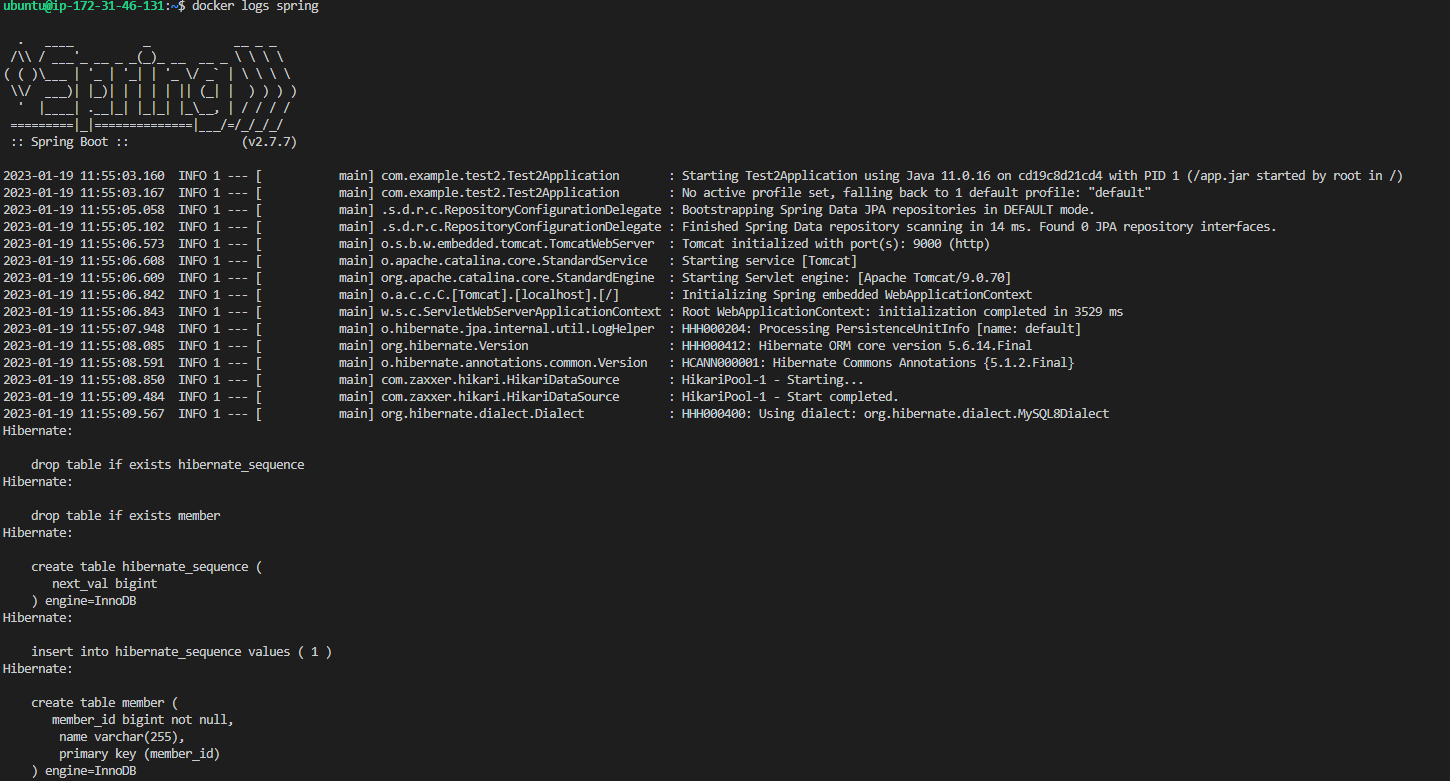 ubuntu@ip-172-31-46-131:~$ docker logs spring
  .   ____          _            __ _ _
 /\\ / ___'_ __ _ _(_)_ __  __ _ \ \ \ \
( ( )\___ | '_ | '_| | '_ \/ _` | \ \ \ \
 \\/  ___)| |_)| | | | | || (_| |  ) ) ) )
  '  |____| .__|_| |_|_| |_\__, | / / / /
 =========|_|==============|___/=/_/_/_/
 :: Spring Boot ::                (v2.7.7)
2023-01-19 11:55:03.160  INFO 1 --- [           main] com.example.test2.Test2Application       : Starting Test2Application using Java 11.0.16 on cd19c8d21cd4 with PID 1 (/app.jar started by root in /)
2023-01-19 11:55:03.167  INFO 1 --- [           main] com.example.test2.Test2Application       : No active profile set, falling back to 1 default profile: "default"
2023-01-19 11:55:05.058  INFO 1 --- [           main] .s.d.r.c.RepositoryConfigurationDelegate : Bootstrapping Spring Data JPA repositories in DEFAULT mode.
2023-01-19 11:55:05.102  INFO 1 --- [           main] .s.d.r.c.RepositoryConfigurationDelegate : Finished Spring Data repository scanning in 14 ms. Found 0 JPA repository interfaces.
2023-01-19 11:55:06.573  INFO 1 --- [           main] o.s.b.w.embedded.tomcat.TomcatWebServer  : Tomcat initialized with port(s): 9000 (http)
2023-01-19 11:55:06.608  INFO 1 --- [           main] o.apache.catalina.core.StandardService   : Starting service [Tomcat]
2023-01-19 11:55:06.609  INFO 1 --- [           main] org.apache.catalina.core.StandardEngine  : Starting Servlet engine: [Apache Tomcat/9.0.70]
2023-01-19 11:55:06.842  INFO 1 --- [           main] o.a.c.c.C.[Tomcat].[localhost].[/]       : Initializing Spring embedded WebApplicationContext
2023-01-19 11:55:06.843  INFO 1 --- [           main] w.s.c.ServletWebServerApplicationContext : Root WebApplicationContext: initialization completed in 3529 ms
2023-01-19 11:55:07.948  INFO 1 --- [           main] o.hibernate.jpa.internal.util.LogHelper  : HHH000204: Processing PersistenceUnitInfo [name: default]
2023-01-19 11:55:08.085  INFO 1 --- [           main] org.hibernate.Version                    : HHH000412: Hibernate ORM core version 5.6.14.Final
2023-01-19 11:55:08.591  INFO 1 --- [           main] o.hibernate.annotations.common.Version   : HCANN000001: Hibernate Commons Annotations {5.1.2.Final}
2023-01-19 11:55:08.850  INFO 1 --- [           main] com.zaxxer.hikari.HikariDataSource       : HikariPool-1 - Starting...
2023-01-19 11:55:09.484  INFO 1 --- [           main] com.zaxxer.hikari.HikariDataSource       : HikariPool-1 - Start completed.
2023-01-19 11:55:09.567  INFO 1 --- [           main] org.hibernate.dialect.Dialect            : HHH000400: Using dialect: org.hibernate.dialect.MySQL8Dialect
Hibernate:
    drop table if exists hibernate_sequence
Hibernate:
    drop table if exists member
Hibernate:
    create table hibernate_sequence (
       next_val bigint
    ) engine=InnoDB
Hibernate:
    insert into hibernate_sequence values ( 1 )
Hibernate:
    create table member (
       member_id bigint not null,
        name varchar(255),
        primary key (member_id)
    ) engine=InnoDB